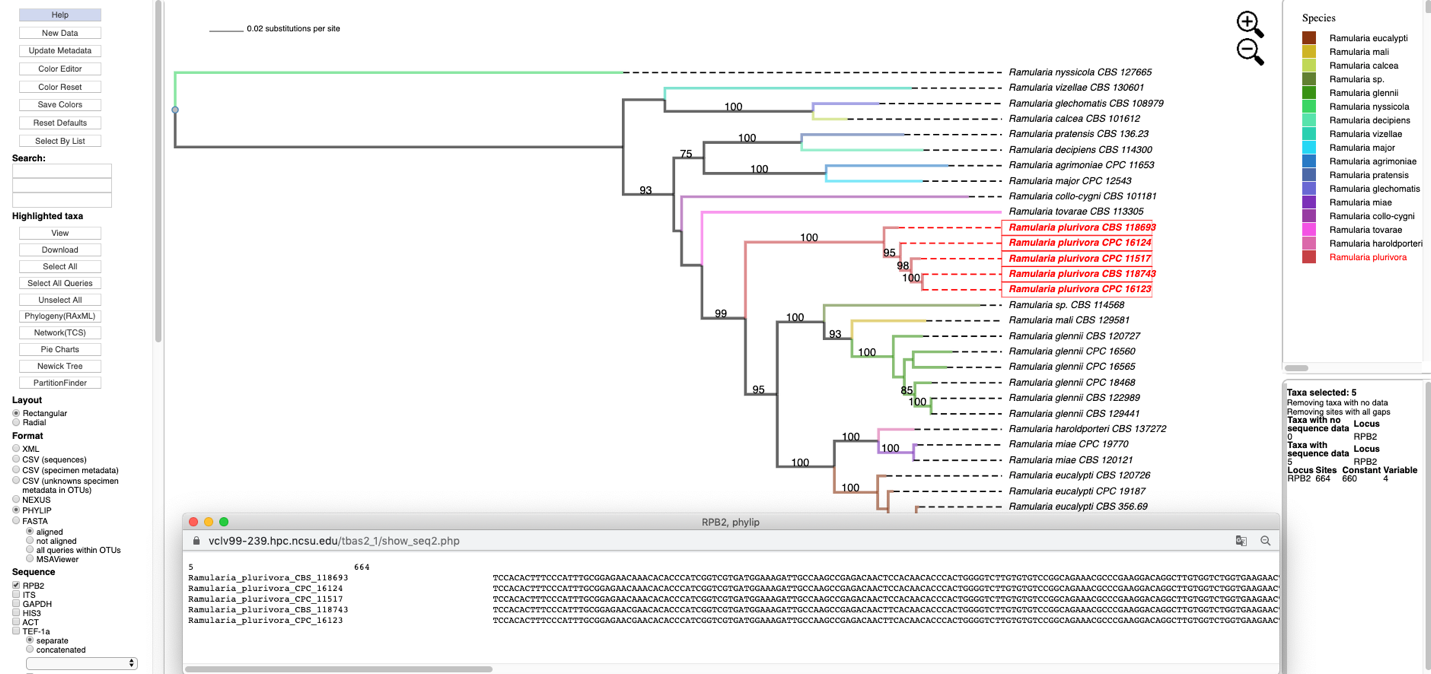 Help
New Data
Update Metadata
Color Editor
Color Reset
Save Colors
Reset Defaults
Select By List
Search:
Highlighted taxa
View
Download
Select All
Select All Queries
Unselect All
Phylogeny(RAxML)
Network(TCS)
Pie Charts
Newick Tree
PartitionFinder
Layout
Rectangular
Radial
Format
XML
CSV (sequences)
CSV (specimen metadata)
CSV (unknowns specimen
metadata in OTUs)
NEXUS
PHYLIP
FASTA
aligned
not aligned
all queries within OTUs
MSAViewer
Sequence
RPB2
ITS
GAPDH
HIS3
ACT
TEF-1a
separate
concatenated
0.02 substitutions per site
Ramularia nyssicola CBS 127665
Ramularia vizellae CBS 130601
100 Ramularia glechomatis CBS 108979
Ramularia calcea CBS 101612
100 Ramularia pratensis CBS 136.23
75 Ramularia decipiens CBS 114300
100 Ramularia agrimoniae CPC 11653
Ramularia major CPC 12543
93 Ramularia collo-cygni CBS 101181
Ramularia tovarae CBS 113305
Ramularia plurivora CBS 118693
100 Ramularia plurivora CPC 16124
95 Ramularia plurivora CPC 11517
98 Ramularia plurivora CBS 118743
100 Ramularia plurivora CPC 16123
Ramularia sp. CBS 114568
99 100 Ramularia mali CBS 129581
93 Ramularia glennii CBS 120727
100 Ramularia glennii CPC 16560
Ramularia glennii CPC 16565
Ramularia glennii CPC 18468
95 85 Ramularia glennii CBS 122989
100 Ramularia glennii CBS 129441
Ramularia haroldporteri CBS 137272
100 Ramularia miae CPC 19770
100 Ramularia miae CBS 120121
100 Ramularia eucalypti CBS 120726
100 Ramularia eucalypti CPC 19187
Ramularia eucalypti CBS 356.69
RPB2, phylip
vclv99-239.hpc.ncsu.edu/tbas2_1/show_seq2.php
5 664
Ramularia_plurivora_CBS_118693 TCCACACTTTCCCATTTGCGGAGAACAAACACACCCATCGGTCGTGATGGAAAGATTGCCAAGCCGAGACAACTCCACAACACCCACTGGGGTCTTGTGTGTCCGGCAGAAACGCCCGAAGGACAGGCTTGTGGTCTGGTGAAGAAC
Ramularia_plurivora_CPC_16124 TCCACACTTTCCCATTTGCGGAGAACAAACACACCCATCGGTCGTGATGGAAAGATTGCCAAGCCGAGACAACTCCACAACACCCACTGGGGTCTTGTGTGTCCGGCAGAAACGCCCGAAGGACAGGCTTGTGGTCTGGTGAAGAAC
Ramularia_plurivora_CPC_11517 TCCACACTTTCCCATTTGCGGAGAACAAACACACCCATCGGTCGTGATGGAAAGATTGCCAAGCCGAGACAACTTCACAACACCCACTGGGGTCTTGTGTGTCCGGCAGAAACGCCCGAAGGACAGGCTTGTGGTCTGGTGAAGAAC
Ramularia_plurivora_CBS_118743 TCCACACTTTCCCATTTGCGGAGAACGAACACACCCATCGGTCGTGATGGAAAGATTGCCAAGCCGAGACAACTTCACAACACCCACTGGGGTCTTGTGTGTCCGGCAGAAACGCCCGAAGGACAGGCTTGTGGTCTGGTGAAGAAC
Ramularia_plurivora_CPC_16123 TCCACACTTTCCCATTTGCGGAGAACGAACACACCCATCGGTCGTGATGGAAAGATTGCCAAGCCGAGACAACTCCACAACACCCACTGGGGTCTTGTGTGTCCGGCAGAAACGCCCGAAGGACAGGCTTGTGGTCTGGTGAAGAAC
Species
Ramularia eucalypti
Ramularia mali
Ramularia calcea
Ramularia sp.
Ramularia glennii
Ramularia nyssicola
Ramularia decipiens
Ramularia vizellae
Ramularia major
Ramularia agrimoniae
Ramularia pratensis
Ramularia glechomatis
Ramularia miae
Ramularia collo-cygni
Ramularia tovarae
Ramularia haroldporteri
Ramularia plurivora
Taxa selected: 5
Removing taxa with no data
Removing sites with all gaps
Taxa with no sequence data Locus
0 RPB2
Taxa with sequence data Locus
5 RPB2
Locus Sites Constant Variable
RPB2 664 660 4